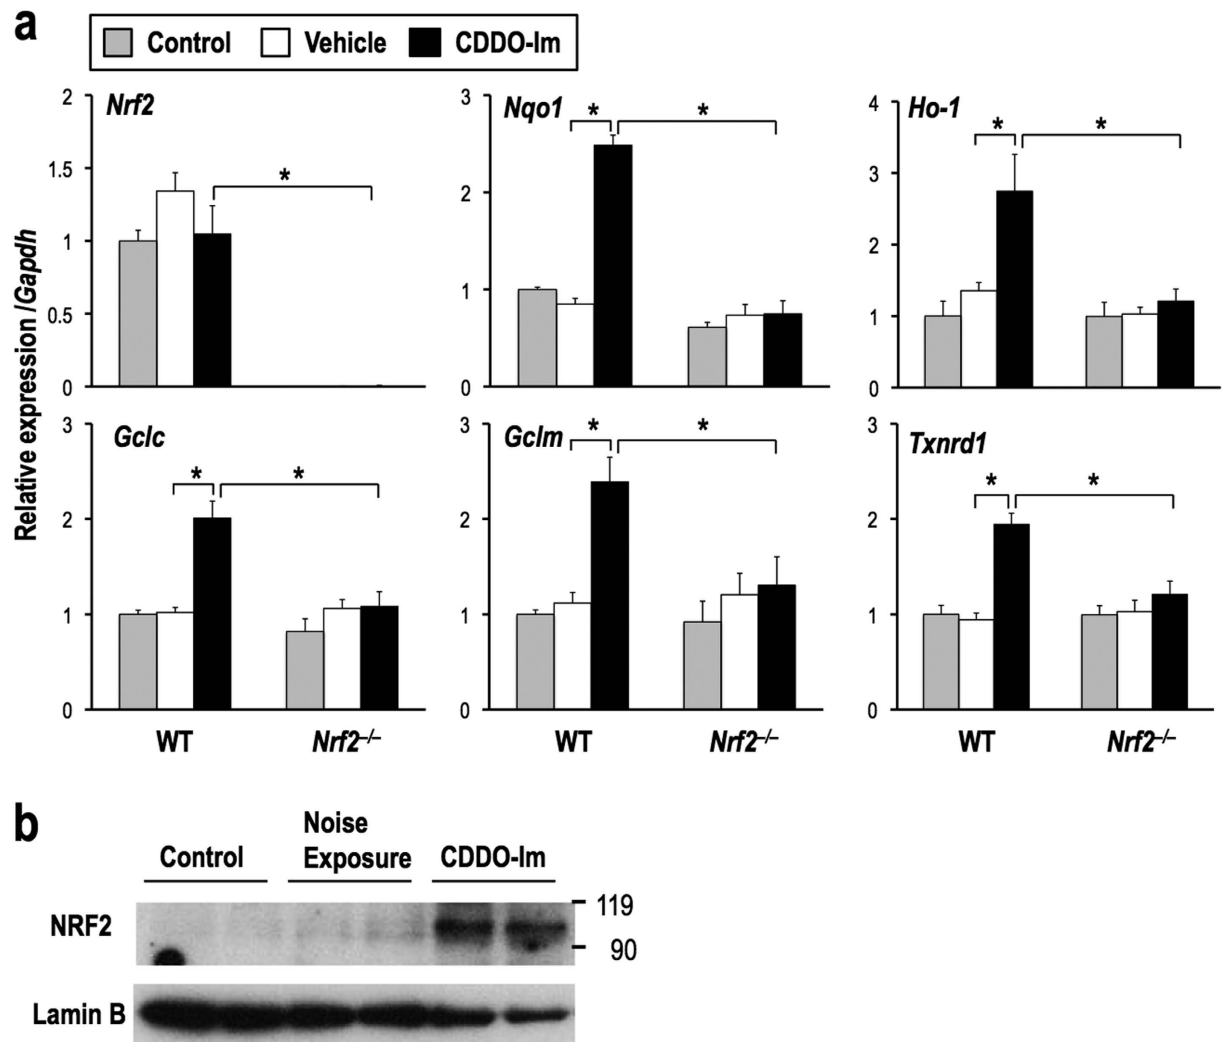 a
Control Vehicle CDDO-Im
Relative expression /Gapdh
Nrf2
2
1.5
1
0.5
0
*
Nqo1
3
2
1
0
* *
Ho-1
4
3
2
1
0
* *
Gclc
3
2
1
0
* *
WT Nrf2–/–
Gclm
3
2
1
0
* *
WT Nrf2–/–
Txnrd1
3
2
1
0
* *
WT Nrf2–/–
b
Control Noise Exposure CDDO-Im
NRF2
119
90
Lamin B